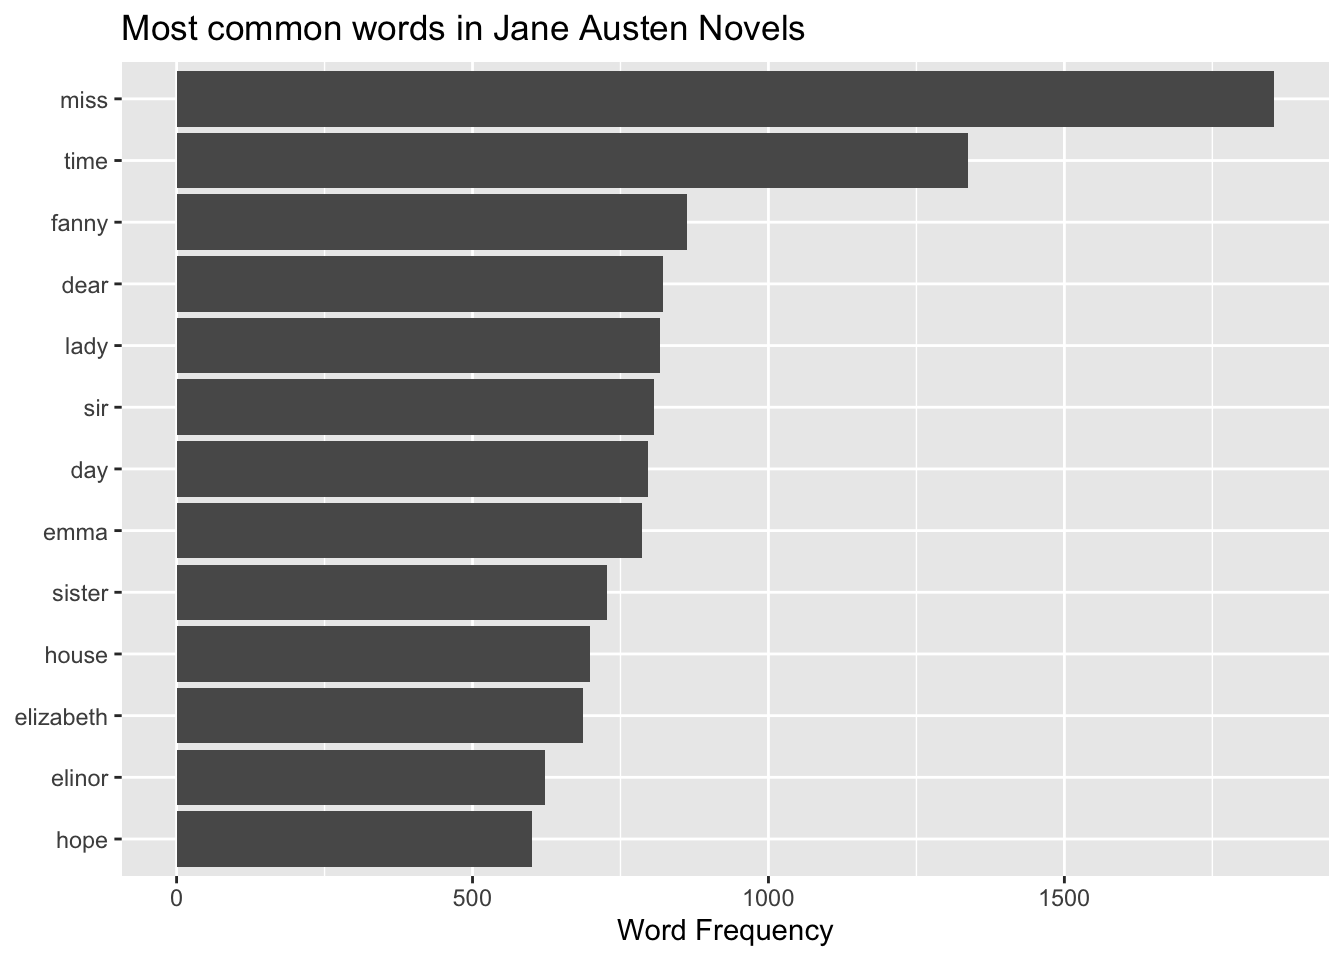 Most common words in Jane Austen Novels
miss
time
fanny
dear
lady
sir
day
emma
sister
house
elizabeth
elinor
hope
0 500 1000 1500
Word Frequency